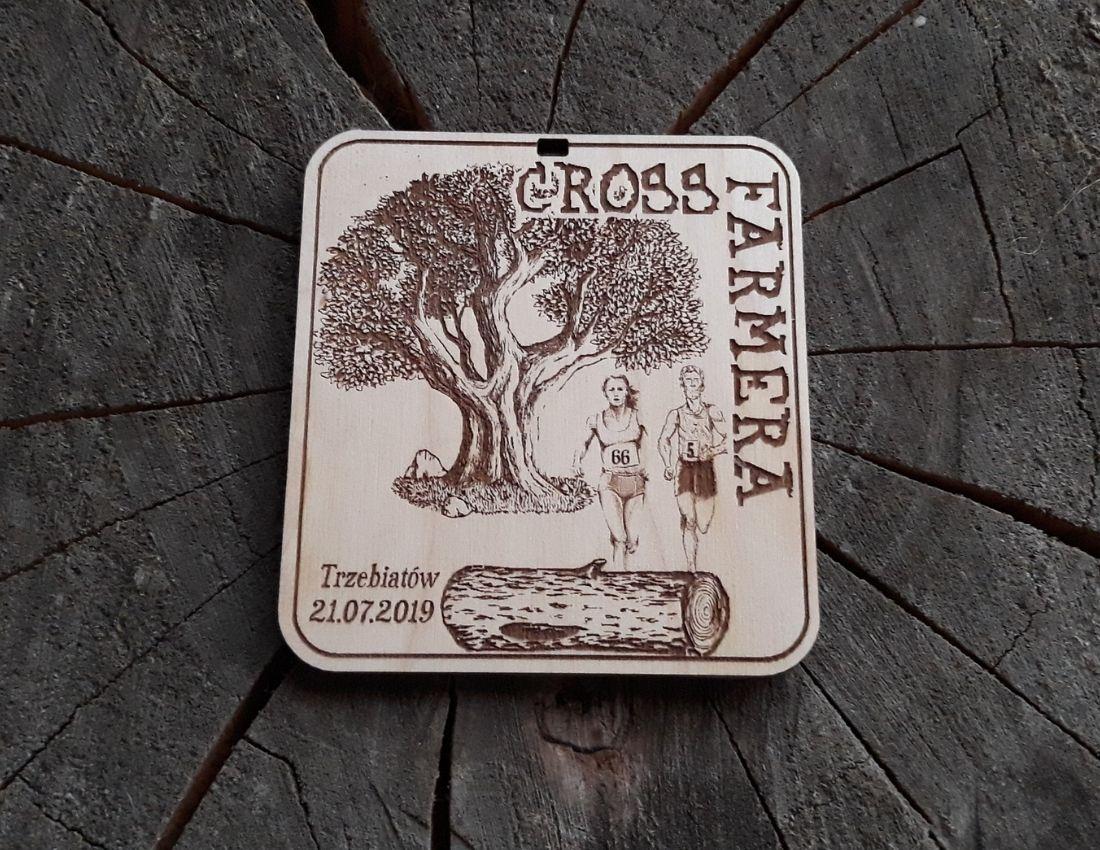 CROSS
FARMERA
66
5
Trzebiatów
21.07.2019